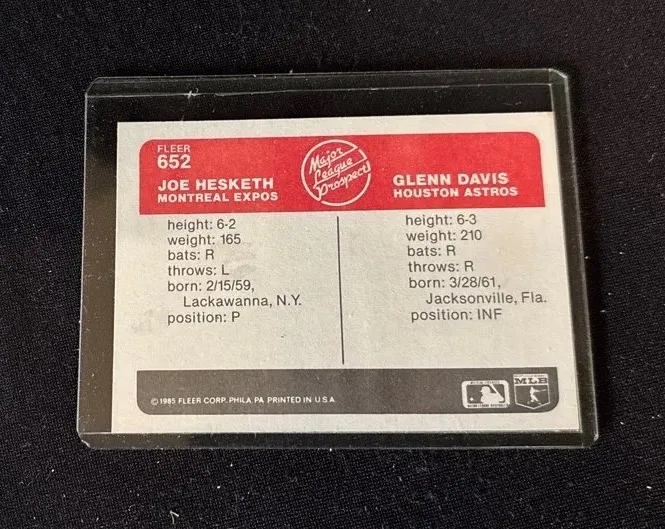 FLEER
652
JOE HESKETH
MONTREAL EXPOS
Major
League
Prospect
GLENN DAVIS
HOUSTON ASTROS
height: 6-2
weight: 165
bats: R
throws: L
born: 2/15/59,
Lackawanna, N.Y.
position: P
height: 6-3
weight: 210
bats: R
throws: R
born: 3/28/61,
Jacksonville, Fla.
position: INF
©1985 FLEER CORP. PHILA PA PRINTED IN U.S.A
MLB